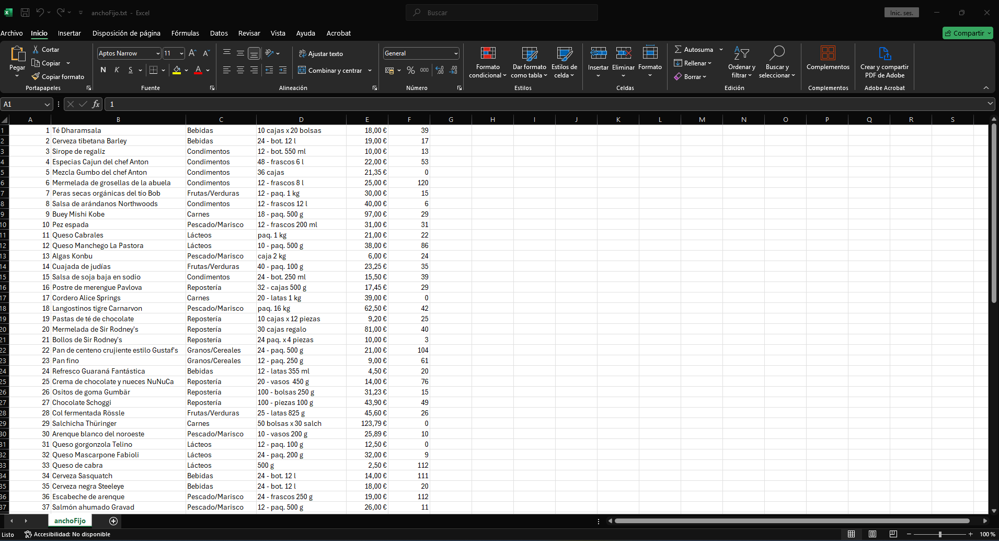 anchoFijo.txt - Excel
Buscar
Inic. ses.
Archivo Inicio Insertar Disposición de página Fórmulas Datos Revisar Vista Ayuda Acrobat
Compartir
Pegar
Cortar
Copiar
Copiar formato
Portapapeles
Aptos Narrow 11
N K S
Fuente
Ajustar texto
Combinar y centrar
Alineación
General
% 000
Número
Formato condicional
Dar formato como tabla
Estilos de celda
Estilos
Insertar Eliminar Formato
Celdas
Autosuma
Rellenar
Borrar
Ordenar y filtrar
Buscar y seleccionar
Edición
Complementos
Complementos
Crear y compartir PDF de Adobe
Adobe Acrobat
A1 fx 1
A B C D E F G H I J K L M N O P Q R S
1 1 Té Dharamsala Bebidas 10 cajas x 20 bolsas 18,00 € 39
2 2 Cerveza tibetana Barley Bebidas 24 - bot. 12 l 19,00 € 17
3 3 Sirope de regaliz Condimentos 12 - bot. 550 ml 10,00 € 13
4 4 Especias Cajun del chef Anton Condimentos 48 - frascos 6 l 22,00 € 53
5 5 Mezcla Gumbo del chef Anton Condimentos 36 cajas 21,35 € 0
6 6 Mermelada de grosellas de la abuela Condimentos 12 - frascos 8 l 25,00 € 120
7 7 Peras secas orgánicas del tío Bob Frutas/Verduras 12 - paq. 1 kg 30,00 € 15
8 8 Salsa de arándanos Northwoods Condimentos 12 - frascos 12 l 40,00 € 6
9 9 Buey Mishi Kobe Carnes 18 - paq. 500 g 97,00 € 29
10 10 Pez espada Pescado/Marisco 12 - frascos 200 ml 31,00 € 31
11 11 Queso Cabrales Lácteos paq. 1 kg 21,00 € 22
12 12 Queso Manchego La Pastora Lácteos 10 - paq. 500 g 38,00 € 86
13 13 Algas Konbu Pescado/Marisco caja 2 kg 6,00 € 24
14 14 Cuajada de judías Frutas/Verduras 40 - paq. 100 g 23,25 € 35
15 15 Salsa de soja baja en sodio Condimentos 24 - bot. 250 ml 15,50 € 39
16 16 Postre de merengue Pavlova Repostería 32 - cajas 500 g 17,45 € 29
17 17 Cordero Alice Springs Carnes 20 - latas 1 kg 39,00 € 0
18 18 Langostinos tigre Carnarvon Pescado/Marisco paq. 16 kg 62,50 € 42
19 19 Pastas de té de chocolate Repostería 10 cajas x 12 piezas 9,20 € 25
20 20 Mermelada de Sir Rodney's Repostería 30 cajas regalo 81,00 € 40
21 21 Bollos de Sir Rodney's Repostería 24 paq. x 4 piezas 10,00 € 3
22 22 Pan de centeno crujiente estilo Gustaf's Granos/Cereales 24 - paq. 500 g 21,00 € 104
23 23 Pan fino Granos/Cereales 12 - paq. 250 g 9,00 € 61
24 24 Refresco Guaraná Fantástica Bebidas 12 - latas 355 ml 4,50 € 20
25 25 Crema de chocolate y nueces NuNuCa Repostería 20 - vasos  450 g 14,00 € 76
26 26 Ositos de goma Gumbär Repostería 100 - bolsas 250 g 31,23 € 15
27 27 Chocolate Schoggi Repostería 100 - piezas 100 g 43,90 € 49
28 28 Col fermentada Rössle Frutas/Verduras 25 - latas 825 g 45,60 € 26
29 29 Salchicha Thüringer Carnes 50 bolsas x 30 salch 123,79 € 0
30 30 Arenque blanco del noroeste Pescado/Marisco 10 - vasos 200 g 25,89 € 10
31 31 Queso gorgonzola Telino Lácteos 12 - paq. 100 g 12,50 € 0
32 32 Queso Mascarpone Fabioli Lácteos 24 - paq. 200 g 32,00 € 9
33 33 Queso de cabra Lácteos 500 g 2,50 € 112
34 34 Cerveza Sasquatch Bebidas 24 - bot. 12 l 14,00 € 111
35 35 Cerveza negra Steeleye Bebidas 24 - bot. 12 l 18,00 € 20
36 36 Escabeche de arenque Pescado/Marisco 24 - frascos 250 g 19,00 € 112
37 37 Salmón ahumado Gravad Pescado/Marisco 12 - paq. 500 g 26,00 € 11
anchoFijo
Listo Accesibilidad: No disponible 100 %